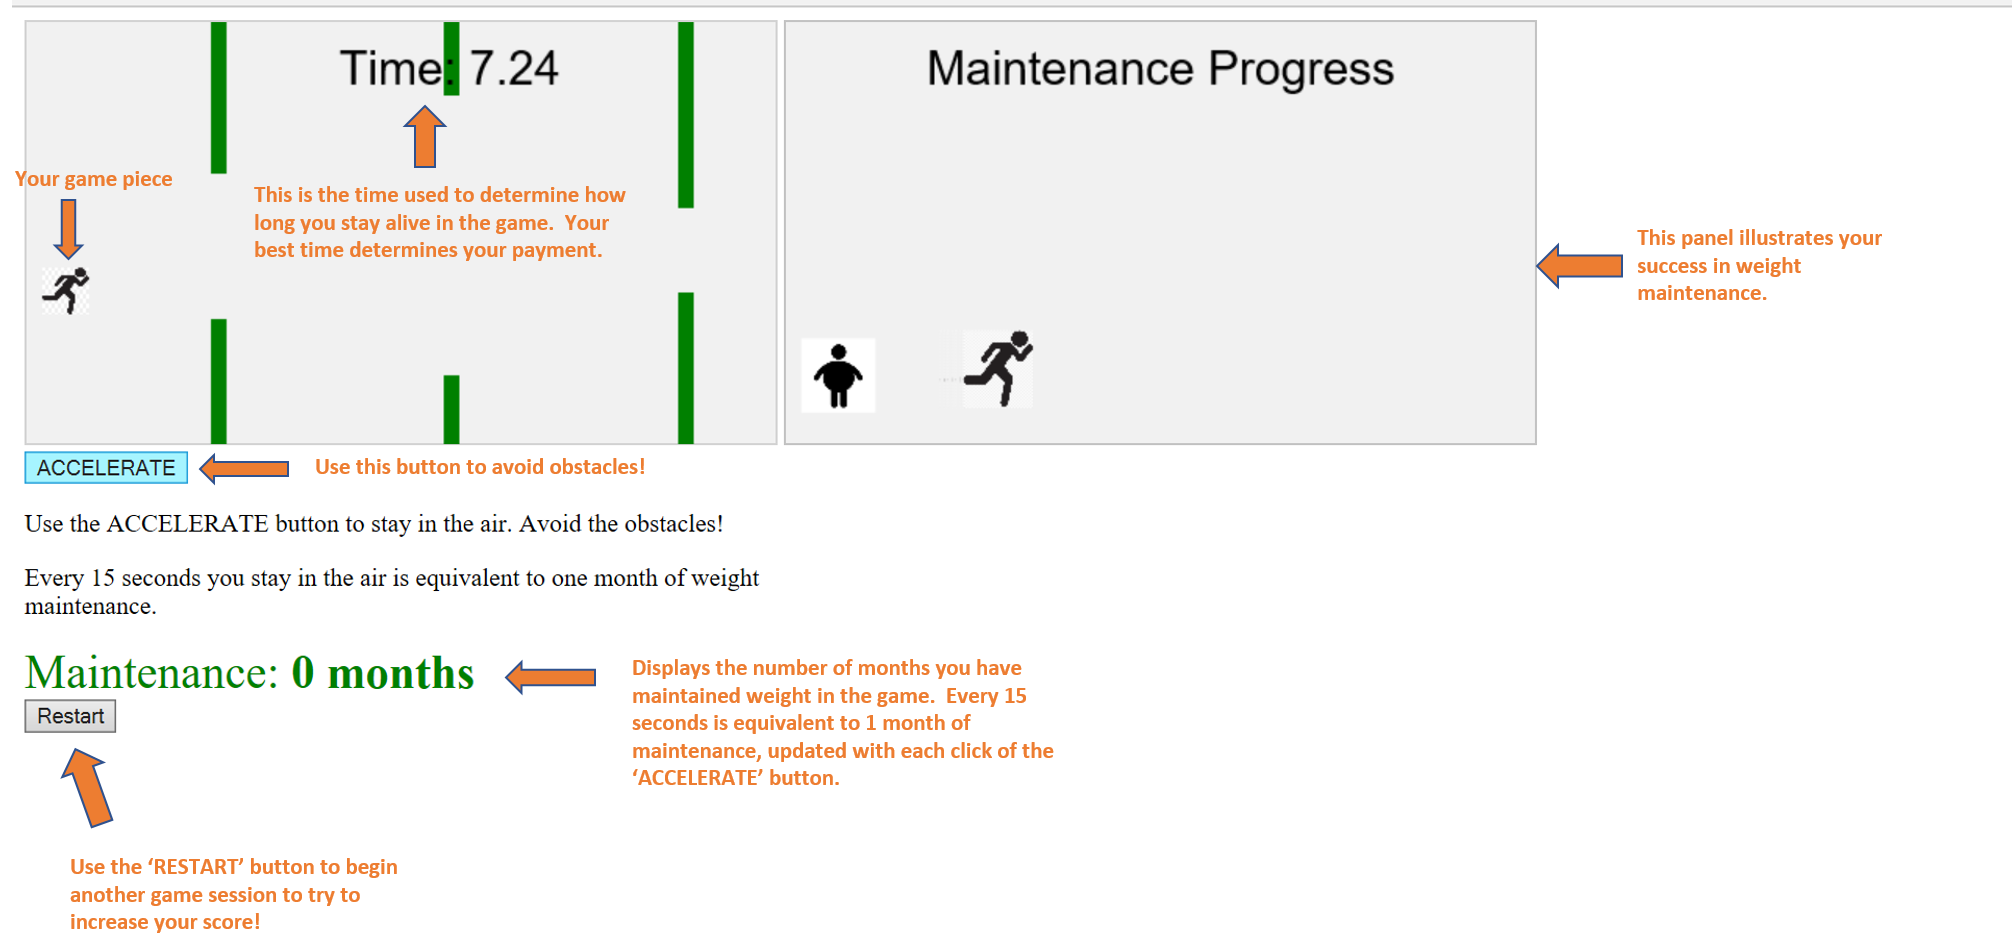 Time: 7.24
Maintenance Progress
Your game piece
This is the time used to determine how
long you stay alive in the game.  Your
best time determines your payment.
This panel illustrates your
success in weight
maintenance.
ACCELERATE
Use this button to avoid obstacles!
Use the ACCELERATE button to stay in the air. Avoid the obstacles!
Every 15 seconds you stay in the air is equivalent to one month of weight
maintenance.
Maintenance: 0 months
Displays the number of months you have
maintained weight in the game.  Every 15
seconds is equivalent to 1 month of
maintenance, updated with each click of the
‘ACCELERATE’ button.
Restart
Use the ‘RESTART’ button to begin
another game session to try to
increase your score!